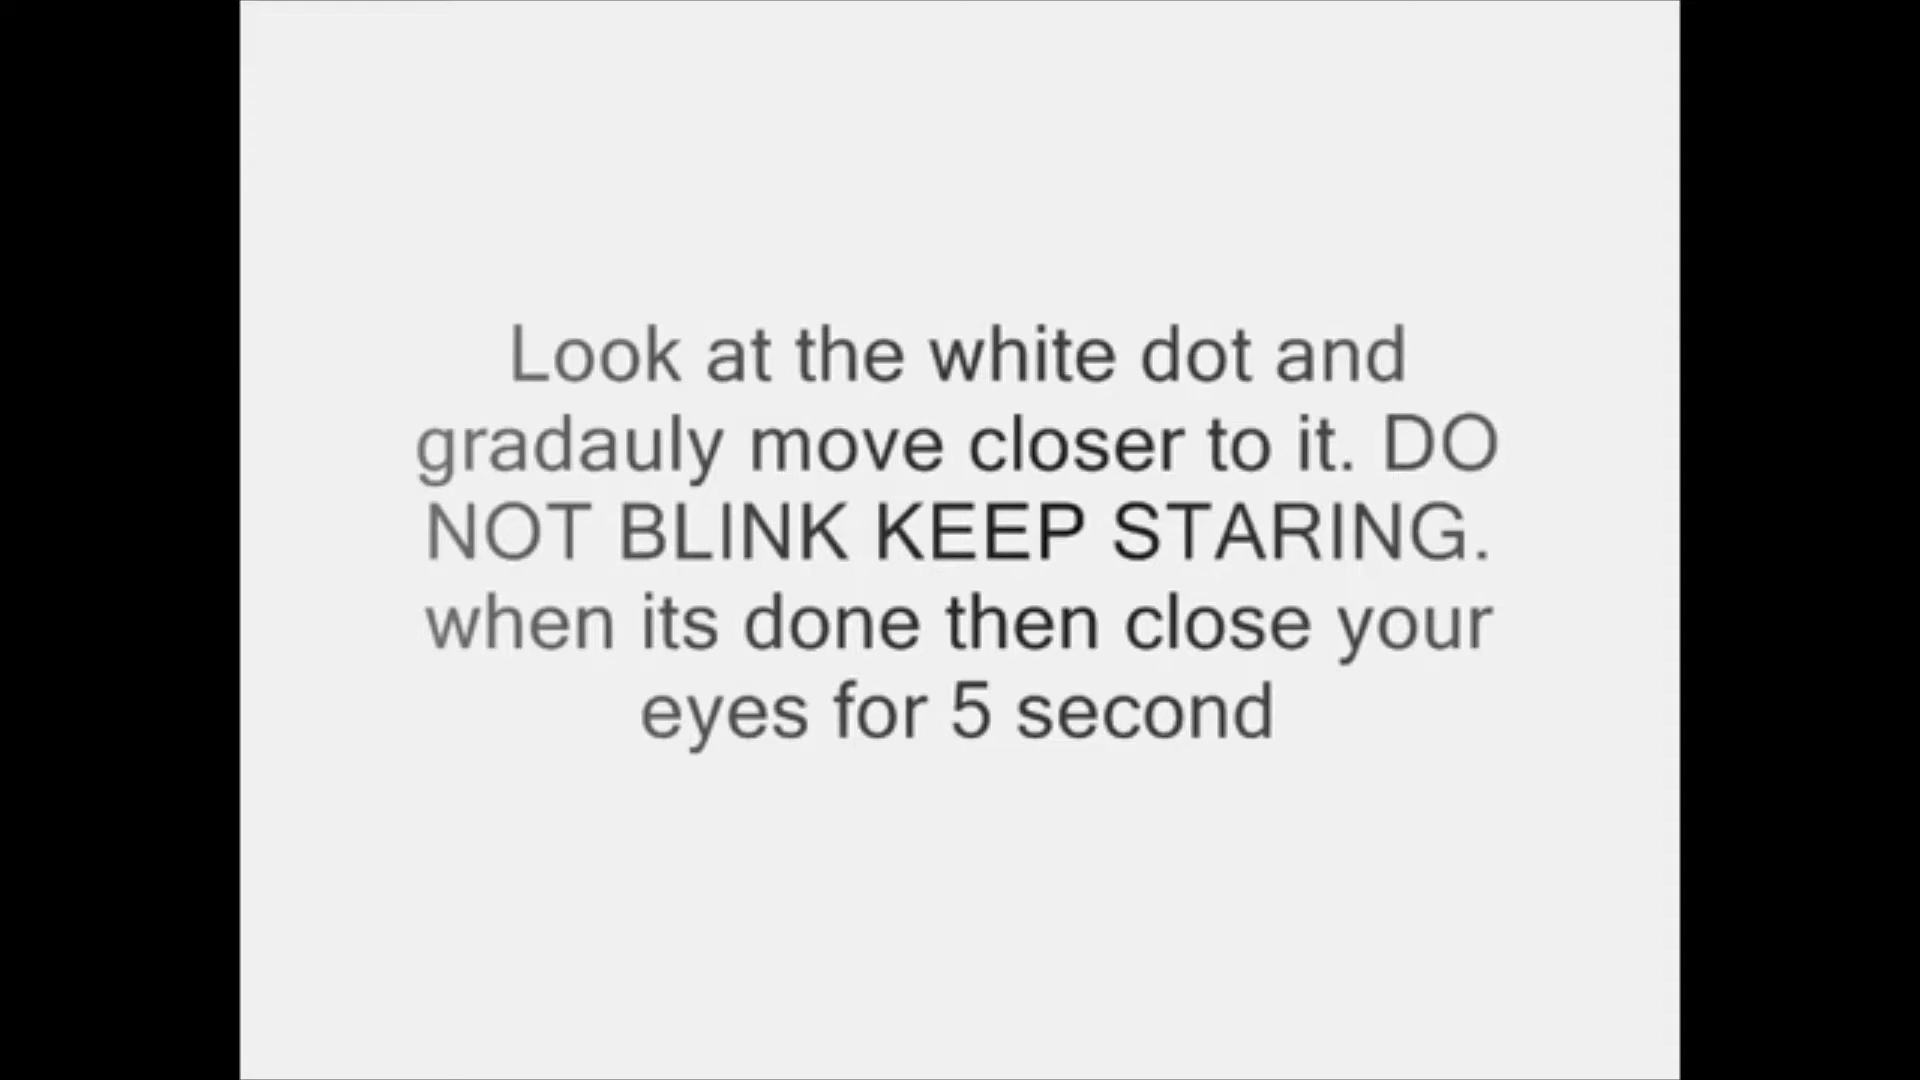 Look at the white dot and
gradauly move closer to it. DO
NOT BLINK KEEP STARING.
when its done then close your
eyes for 5 second